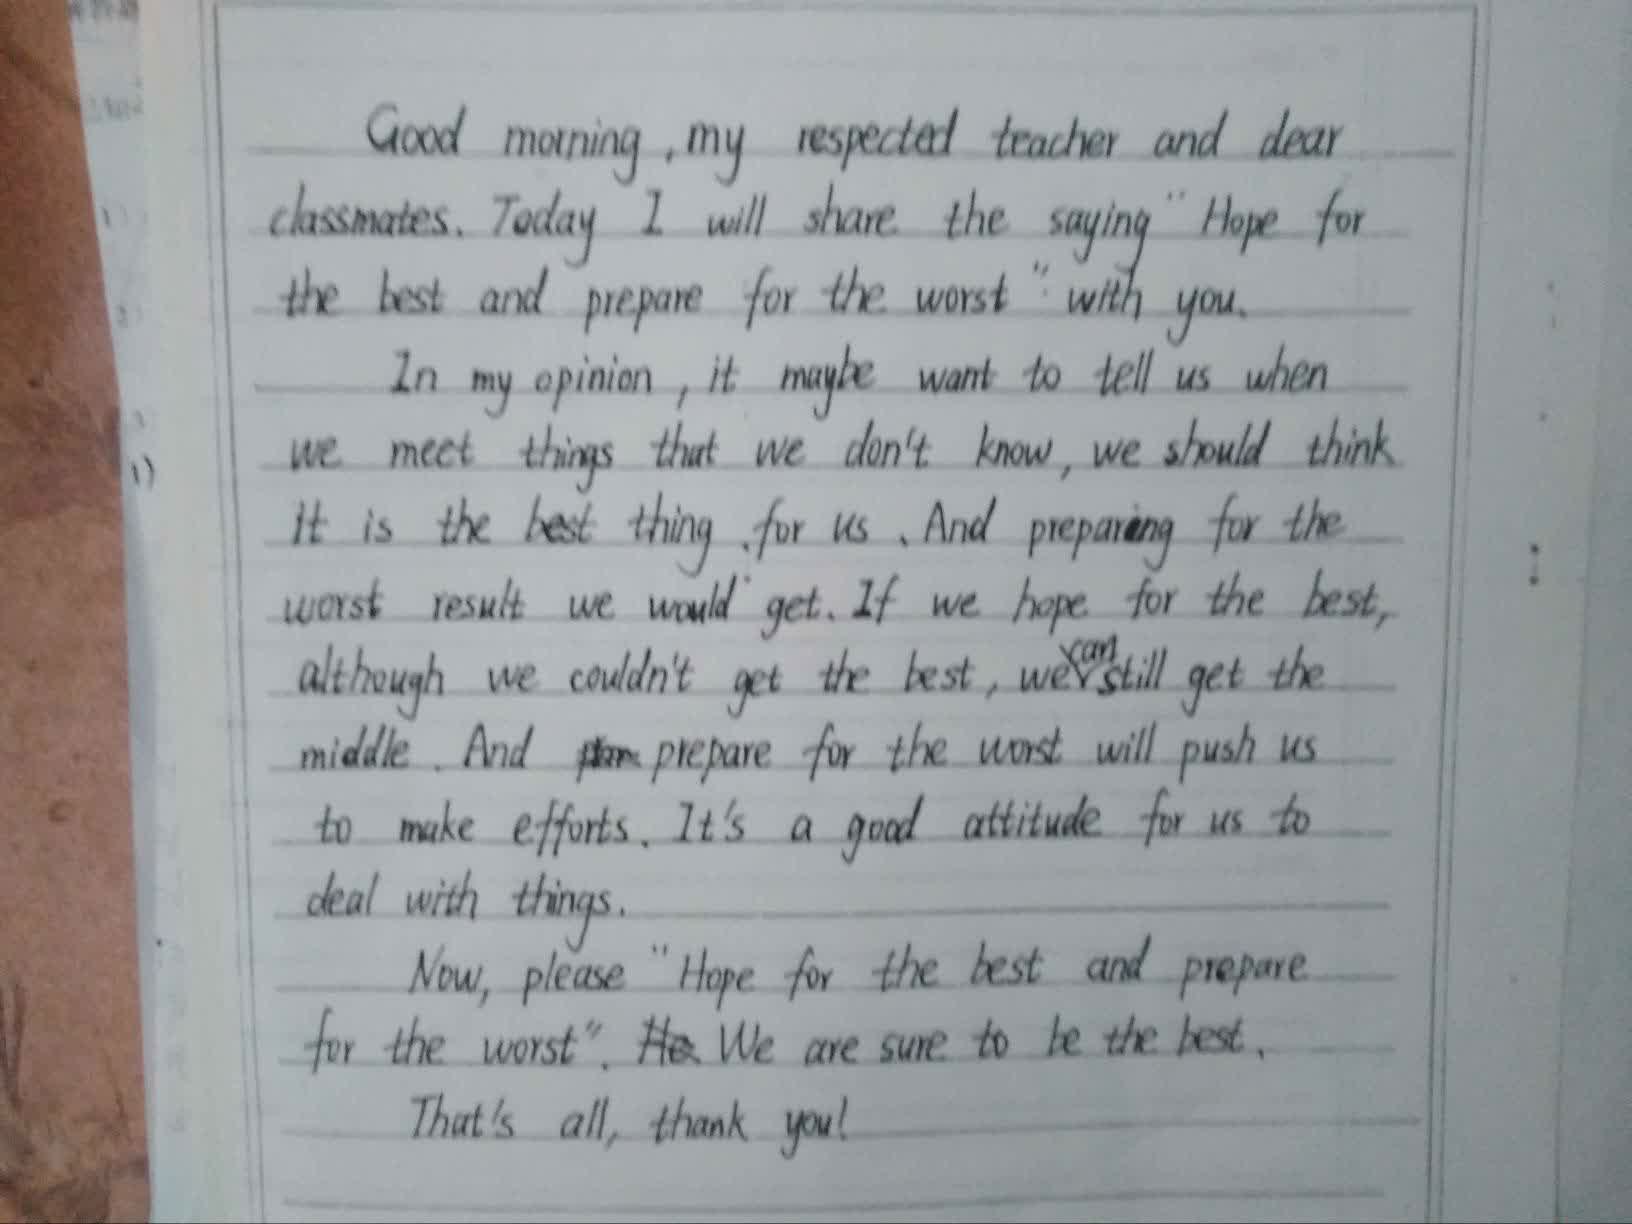 Good morning, my respected teacher and dear
classmates. Today I will share the saying "Hope for
the best and prepare for the worst" with you.
In my opinion, it maybe want to tell us when
we meet things that we don't know, we should think
it is the best thing for us. And preparing for the
worst result we would get. If we hope for the best,
although we couldn't get the best, we can still get the
middle. And prepare for the worst will push us
to make efforts. It's a good attitude for us to
deal with things.
Now, please "Hope for the best and prepare
for the worst". We are sure to be the best.
That's all, thank you!
1)